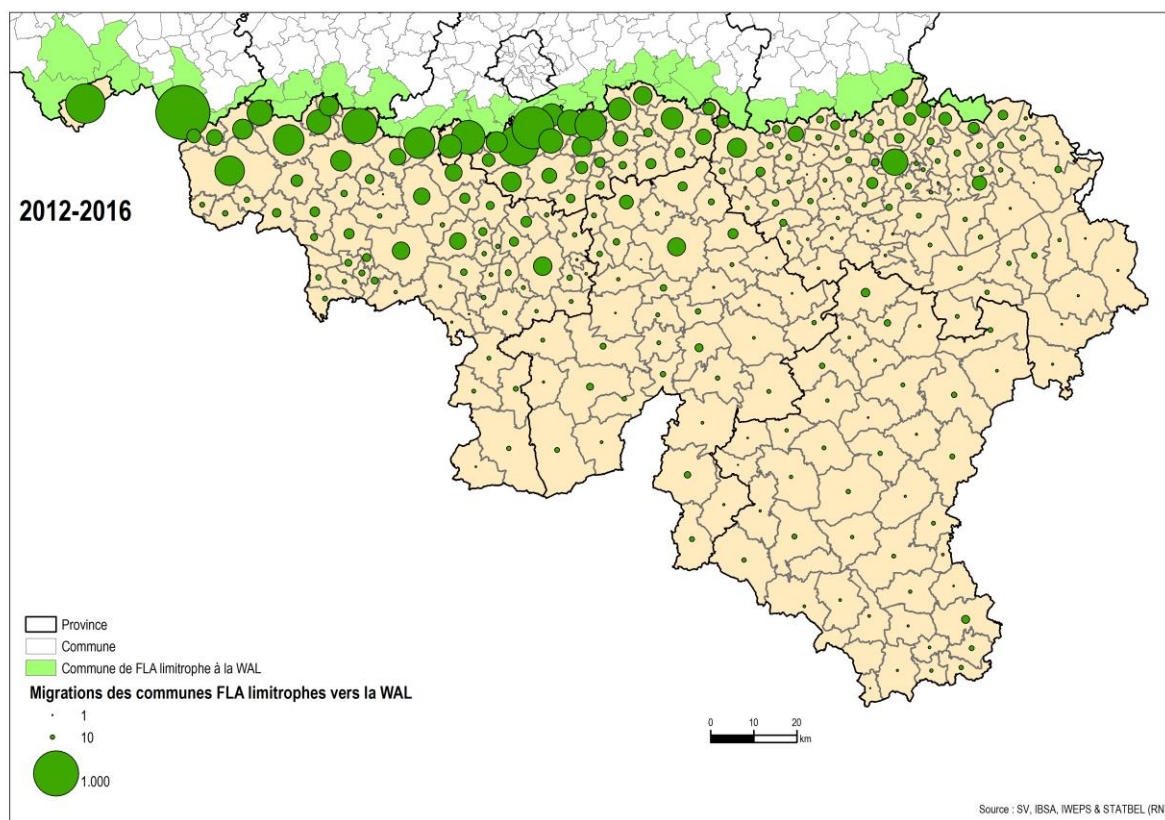 2012-2016
Province
Commune
Commune de FLA limitrophe à la WAL
Migrations des communes FLA limitrophes vers la WAL
1
10
1.000
0 10 20
km
Source : SV, IBSA, IWEPS & STATBEL (RN